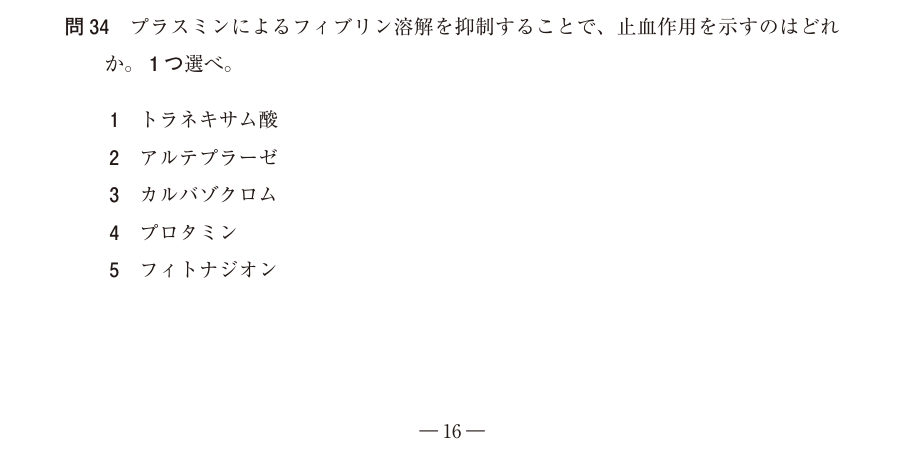 問34 プラスミンによるフィブリン溶解を抑制することで、止血作用を示すのはどれ
か。1つ選べ。
1 トラネキサム酸
2 アルテプラーゼ
3 カルバゾクロム
4 プロタミン
5 フィトナジオン
― 16 ―